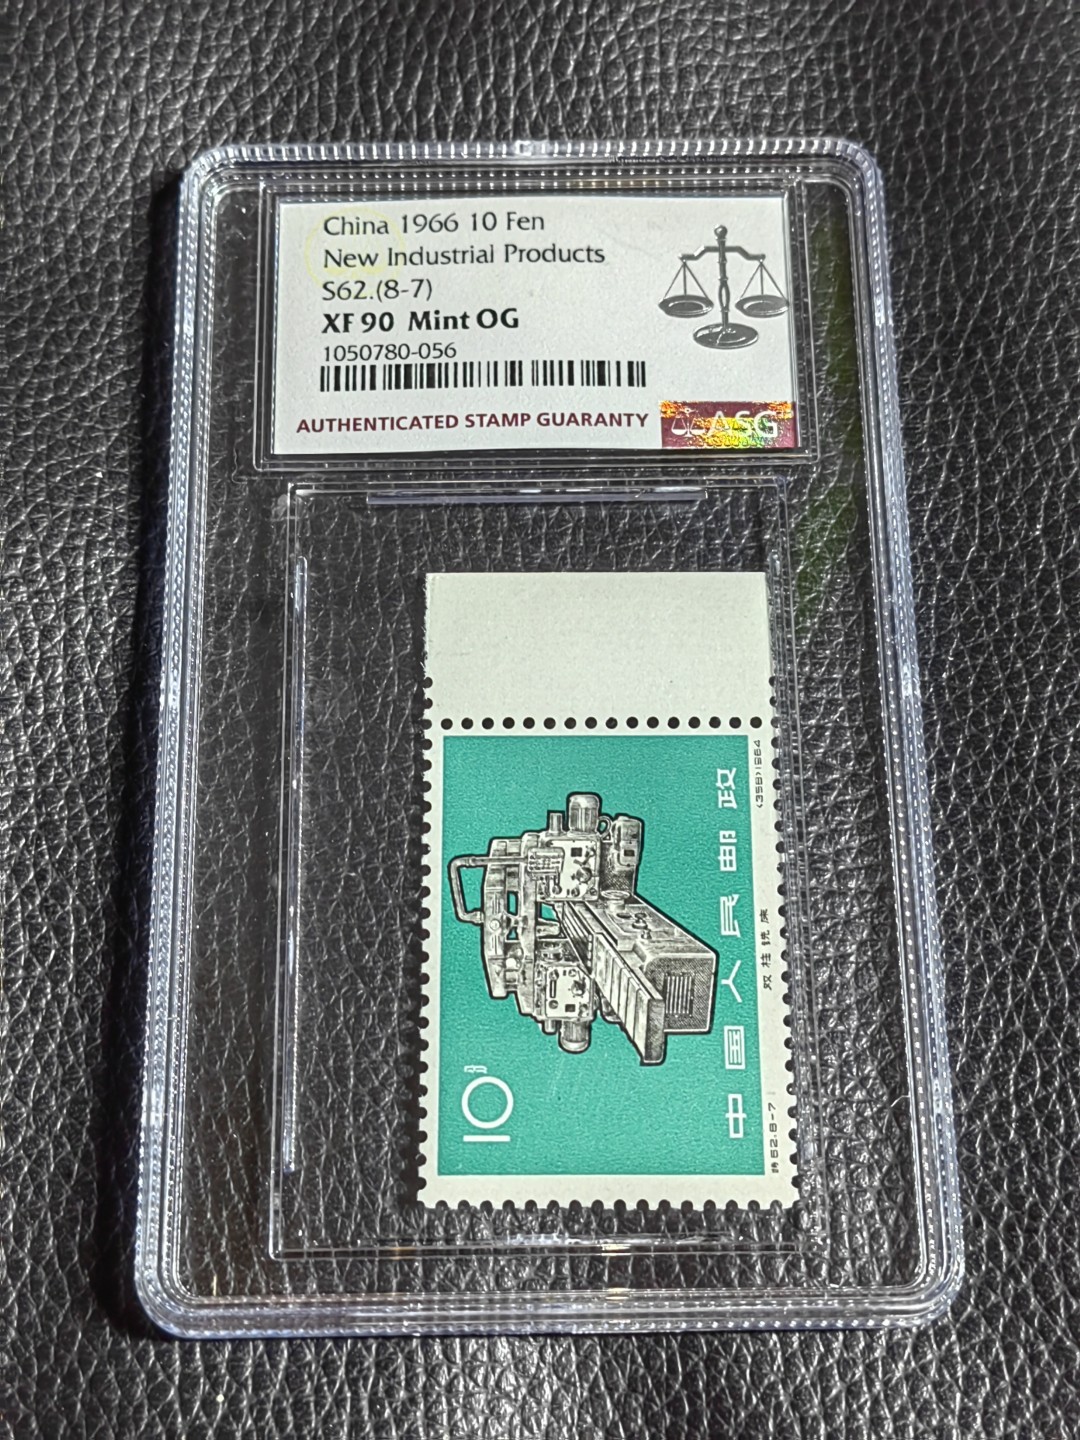 China 1966 10 Fen
New Industrial Products
S62.(8-7)
XF 90 Mint OG
1050780-056
AUTHENTICATED STAMP GUARANTY
ASG
10分
中国人民邮政
特62.8-7
双柱铣床
(358)1964